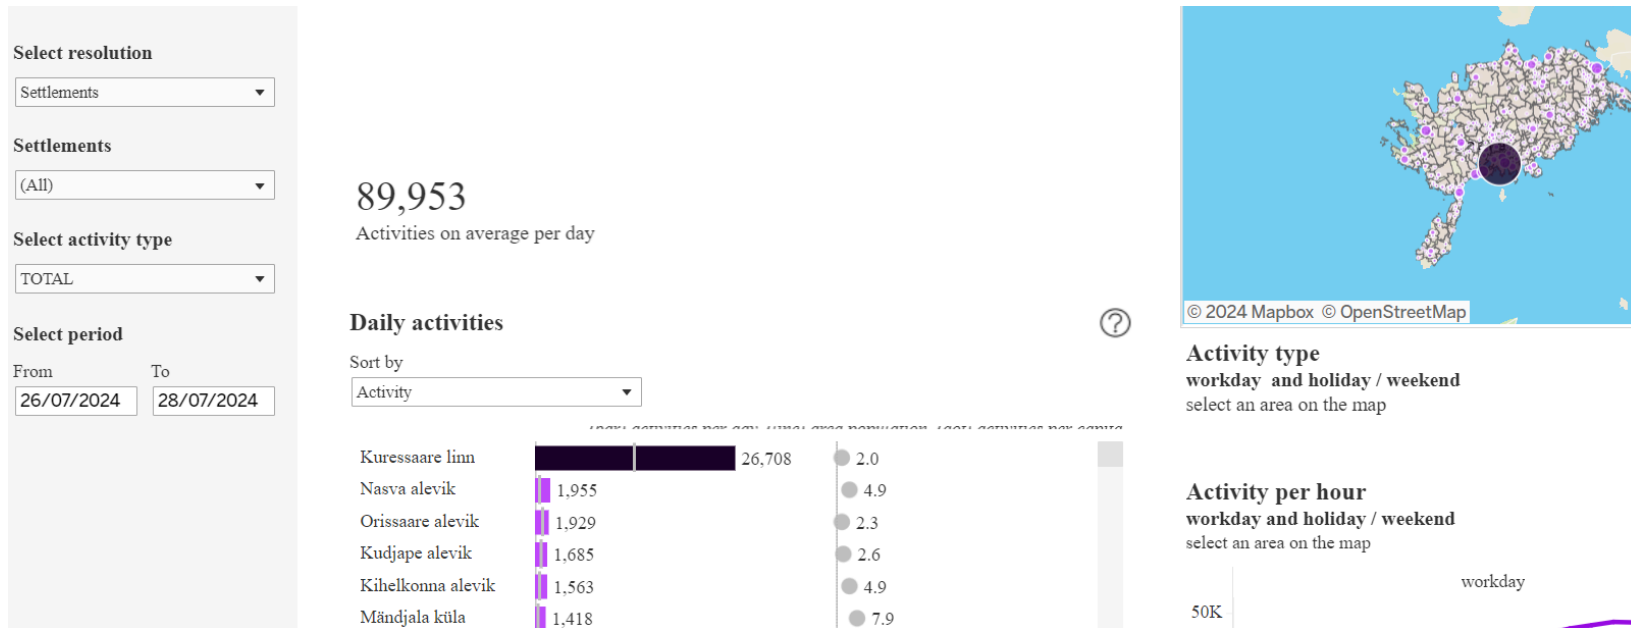 Select resolution
Settlements
Settlements
(All)
Select activity type
TOTAL
Select period
From To
26/07/2024 28/07/2024
89,953
Activities on average per day
Daily activities
Sort by
Activity
Kuressaare linn 26,708 2.0
Nasva alevik 1,955 4.9
Orissaare alevik 1,929 2.3
Kudjape alevik 1,685 2.6
Kihelkonna alevik 1,563 4.9
Mändjala küla 1,418 7.9
© 2024 Mapbox © OpenStreetMap
Activity type
workday and holiday / weekend
select an area on the map
Activity per hour
workday and holiday / weekend
select an area on the map
workday
50K